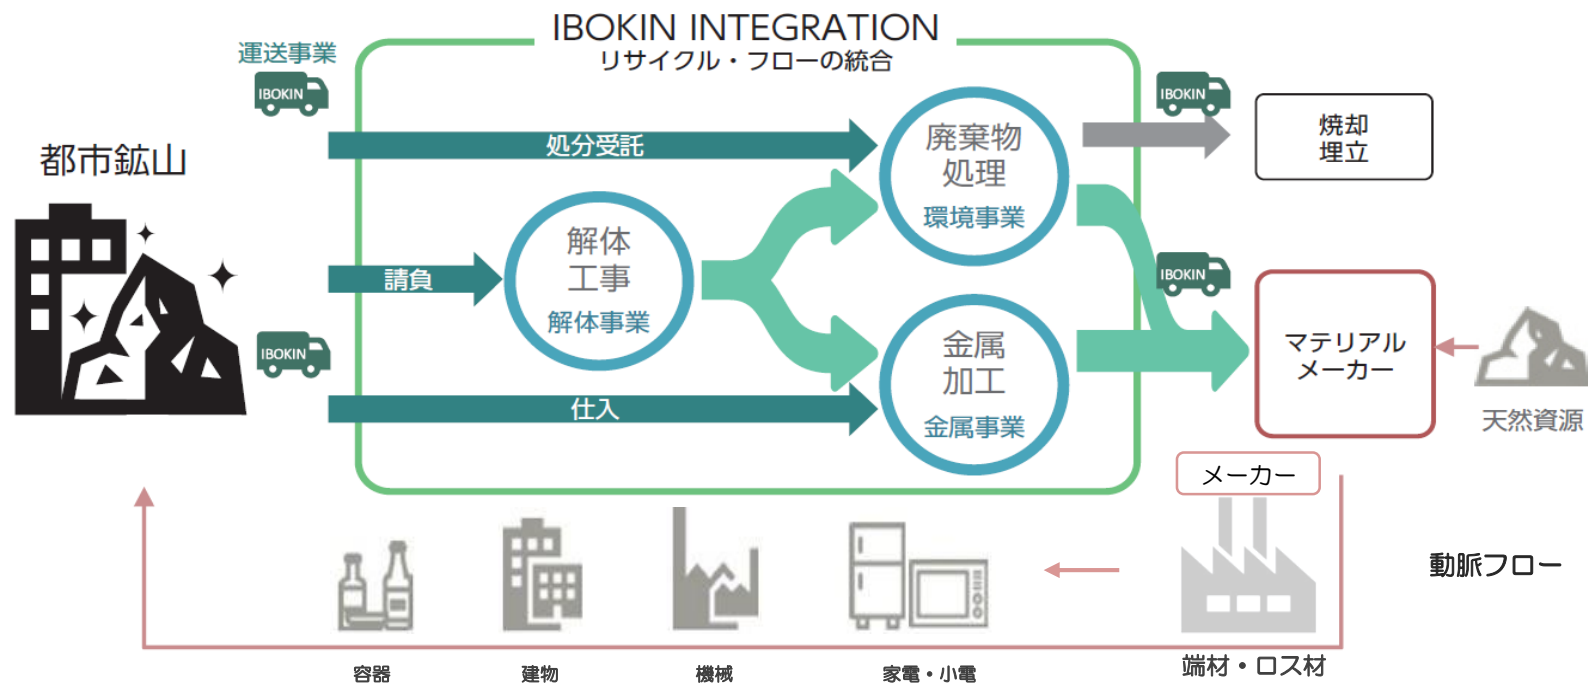 IBOKIN INTEGRATION
リサイクル・フローの統合
運送事業
IBOKIN
IBOKIN
都市鉱山
処分受託
廃棄物
処理
環境事業
焼却
埋立
解体
工事
解体事業
請負
IBOKIN
IBOKIN
仕入
金属
加工
金属事業
マテリアル
メーカー
天然資源
メーカー
動脈フロー
容器
建物
機械
家電・小電
端材・ロス材